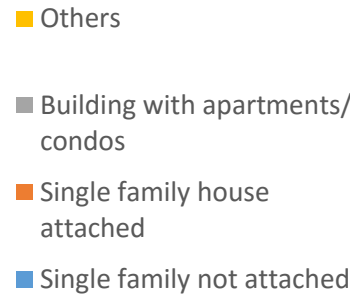 Others
Building with apartments/
condos
Single family house
attached
Single family not attached